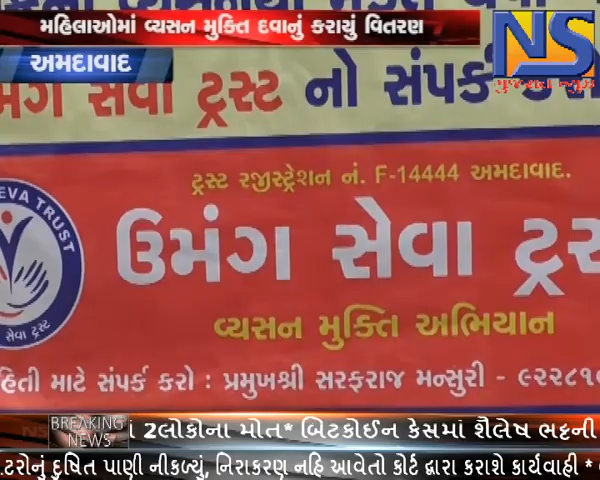 મહિલાઓમાં વ્યસન મુક્તિ દવાનું કરાયું વિતરણ
NS
ગુજરાત ન્યુઝ
અમદાવાદ
સેવા ટ્રસ્ટ નો સંપર્ક
ટ્રસ્ટ રજીસ્ટ્રેશન નં. F-14444 અમદાવાદ.
EVA TRUST
સેવા ટ્રસ્ટ
ઉમંગ સેવા
વ્યસન મુક્તિ અભિયાન
હિતી માટે સંપર્ક કરો : પ્રમુખશ્રી સરફરાજ મન્સુરી - ૯૨૨૮૧
BREAKING NEWS
માં 2લોકોના મોત* બિટકોઈન કેસમાં શૈલેષ ભટ્ટની
.ટરોનું દુષિત પાણી નીકળ્યું, નિરાકરણ નહિ આવેતો કોર્ટ દ્વારા કરાશે કાર્યવાહી *